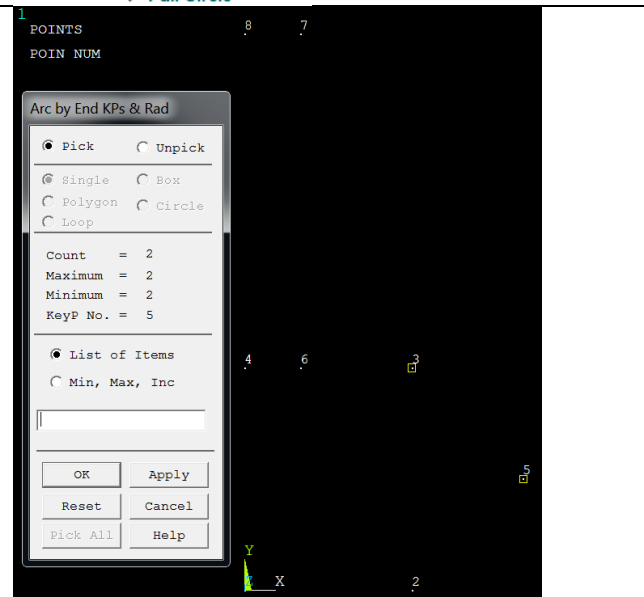 1
POINTS
POIN NUM
8 7
Arc by End KPs & Rad
Pick Unpick
Single Box
Polygon Circle
Loop
Count = 2
Maximum = 2
Minimum = 2
KeyP No. = 5
List of Items
Min, Max, Inc
4 6 3
5
OK Apply
Reset Cancel
Pick All Help
Y
X
2